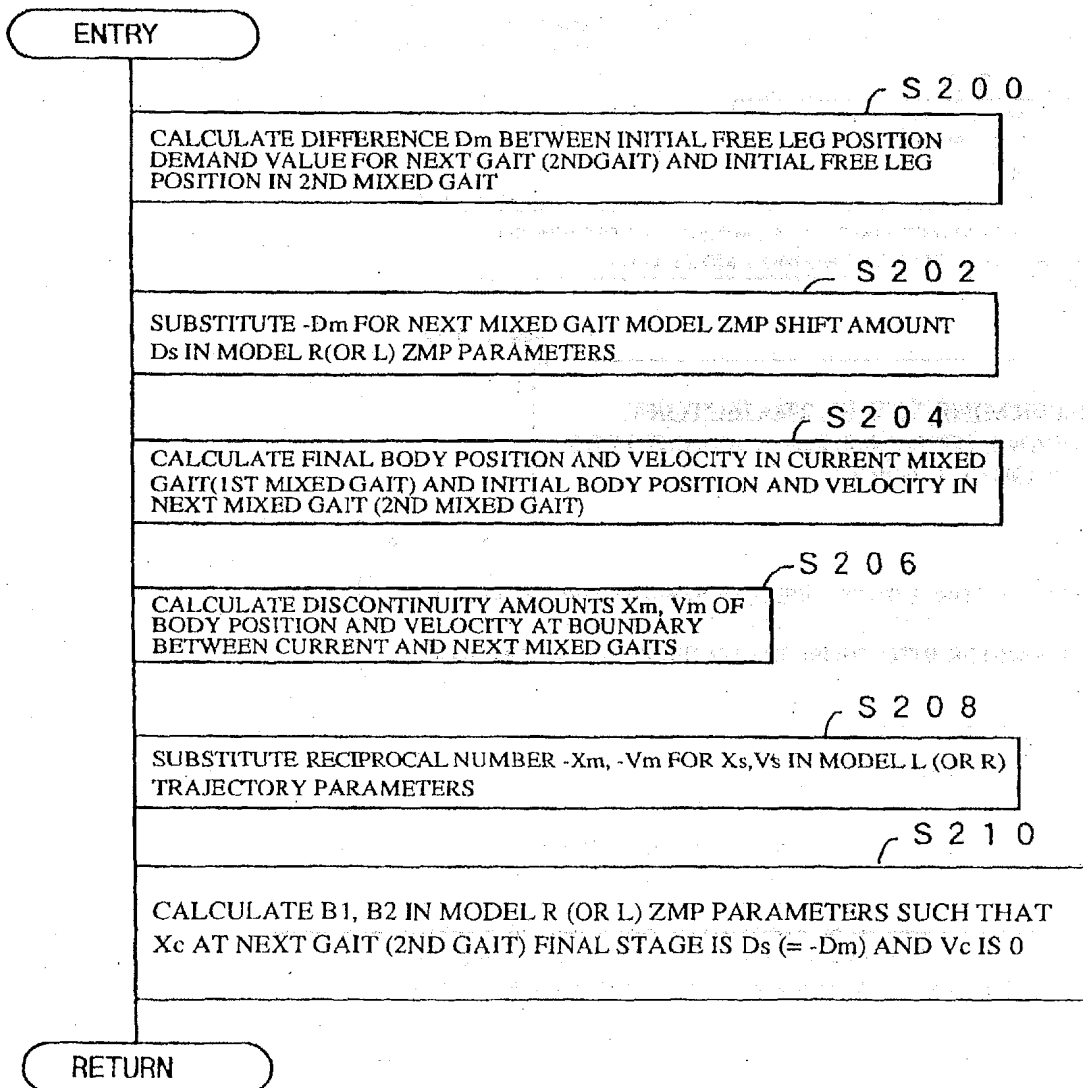 ENTRY
S200
CALCULATE DIFFERENCE Dm BETWEEN INITIAL FREE LEG POSITION
DEMAND VALUE FOR NEXT GAIT (2NDGAIT) AND INITIAL FREE LEG
POSITION IN 2ND MIXED GAIT
S202
SUBSTITUTE -Dm FOR NEXT MIXED GAIT MODEL ZMP SHIFT AMOUNT
Ds IN MODEL R(OR L) ZMP PARAMETERS
S204
CALCULATE FINAL BODY POSITION AND VELOCITY IN CURRENT MIXED
GAIT(1ST MIXED GAIT) AND INITIAL BODY POSITION AND VELOCITY IN
NEXT MIXED GAIT (2ND MIXED GAIT)
S206
CALCULATE DISCONTINUITY AMOUNTS Xm, Vm OF
BODY POSITION AND VELOCITY AT BOUNDARY
BETWEEN CURRENT AND NEXT MIXED GAITS
S208
SUBSTITUTE RECIPROCAL NUMBER -Xm, -Vm FOR Xs,Vs IN MODEL L (OR R)
TRAJECTORY PARAMETERS
S210
CALCULATE B1, B2 IN MODEL R (OR L) ZMP PARAMETERS SUCH THAT
Xc AT NEXT GAIT (2ND GAIT) FINAL STAGE IS Ds (= -Dm) AND Vc IS 0
RETURN